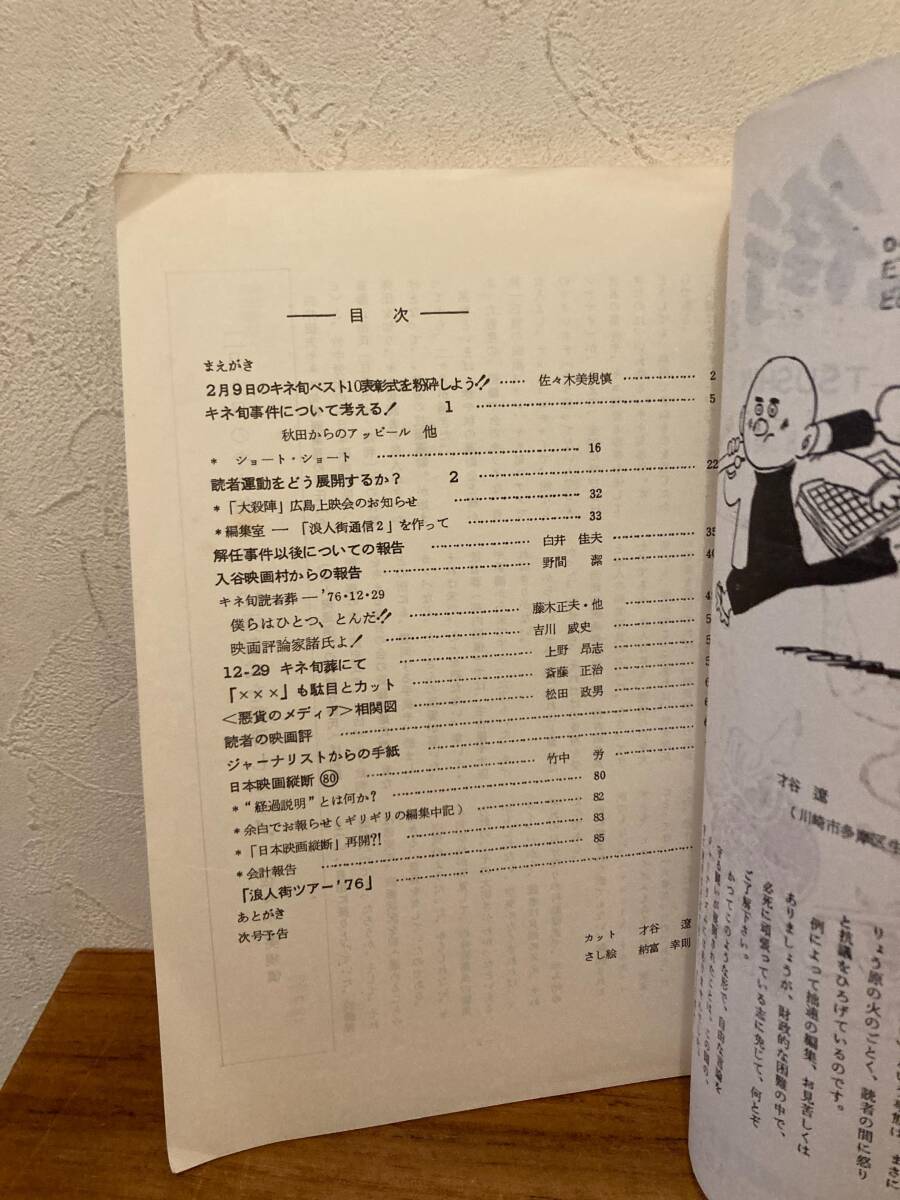 目 次
まえがき
2月9日のキネ旬ベスト10表彰式を粉砕しよう!! …… 佐々木美規慎 …… 2
キネ旬事件について考える! 1 …… 5
秋田からのアッピール 他
* ショート・ショート …… 16
読者運動をどう展開するか? 2 …… 22
*「大殺陣」広島上映会のお知らせ …… 32
*編集室 ―「浪人街通信2」を作って …… 33
解任事件以後についての報告 …… 白井 佳夫 …… 35
入谷映画村からの報告 …… 野間 潔 …… 40
キネ旬読者葬 ― '76・12・29
僕らはひとつ、とんだ!! …… 藤木正夫・他 …… 4
映画評論家諸氏よ! …… 吉川 威史 …… 5
12-29 キネ旬葬にて …… 上野 昂志 …… 5
「×××」も駄目とカット …… 斎藤 正治 …… 5
<悪貨のメディア>相関図 …… 松田 政男 …… 6
読者の映画評 …… 6
ジャーナリストからの手紙 ……
日本映画縦断 80 …… 竹中 労 ……
*“経過説明”とは何か? …… 80
*余白でお報らせ(ギリギリの編集中記) …… 82
*「日本映画縦断」再開?! …… 83
*会計報告 …… 85
「浪人街ツアー'76」 ……
あとがき
次号予告
カット 才谷 遼
さし絵 納富 幸則
才谷 遼
(川崎市多摩区生
りょう原の火のごとく、読者の間に怒り
と抗議をひろげているのです。
例によって拙速の編集、お見苦しくは
ありましょうが、財政的な困難の中で、
必死に頑張っている志に免じて、何とぞ
ご了解下さい。